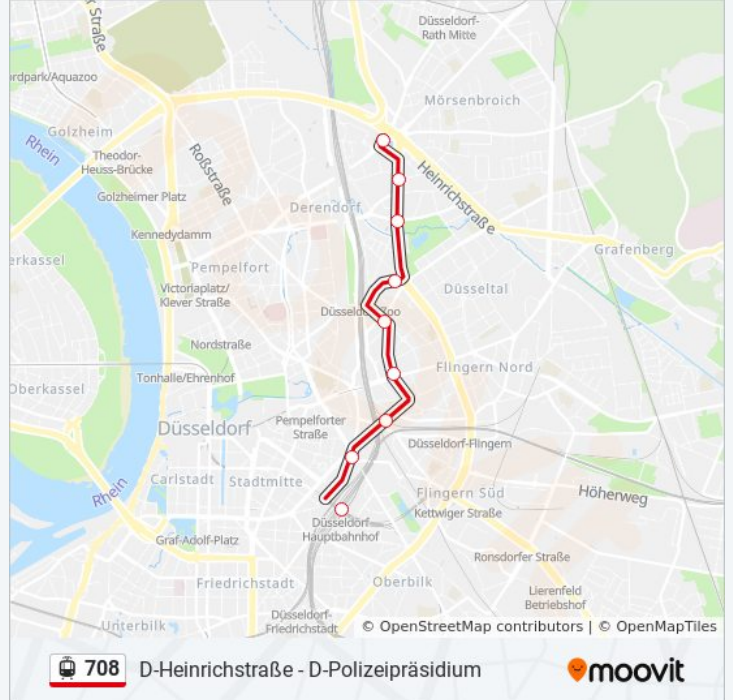 Straße
Düsseldorf-
Rath Mitte
rdpark/Aquazoo
Mörsenbroich
Golzheim
Rhein
Theodor-
Heuss-Brücke
Roßstraße
Heinrichstraße
Golzheimer Platz
Derendorf
Kennedydamm
erkassel
Grafenberg
Pempelfort
Victoriaplatz/
Klever Straße
Düsseltal
Düsseldo Zoo
Nordstraße
Flingern Nord
Tonhalle/Ehrenhof
Oberkassel
Pempelforter
Straße
Düsseldorf
Düsseldorf-Flingern
Carlstadt
Stadtmitte
Rhein
Flingern Süd
Höherweg
Kettwiger Straße
Düsseldorf
Hauptbahnhof
Graf-Adolf-Platz
Ronsdorfer Straße
Friedrichstadt
Oberbilk
Lierenfeld
Betriebshof
Düsseldorf-
Friedrichstadt
Unterbilk
© OpenStreetMap contributors | © OpenMapTiles
708 D-Heinrichstraße - D-Polizeipräsidium
moovit